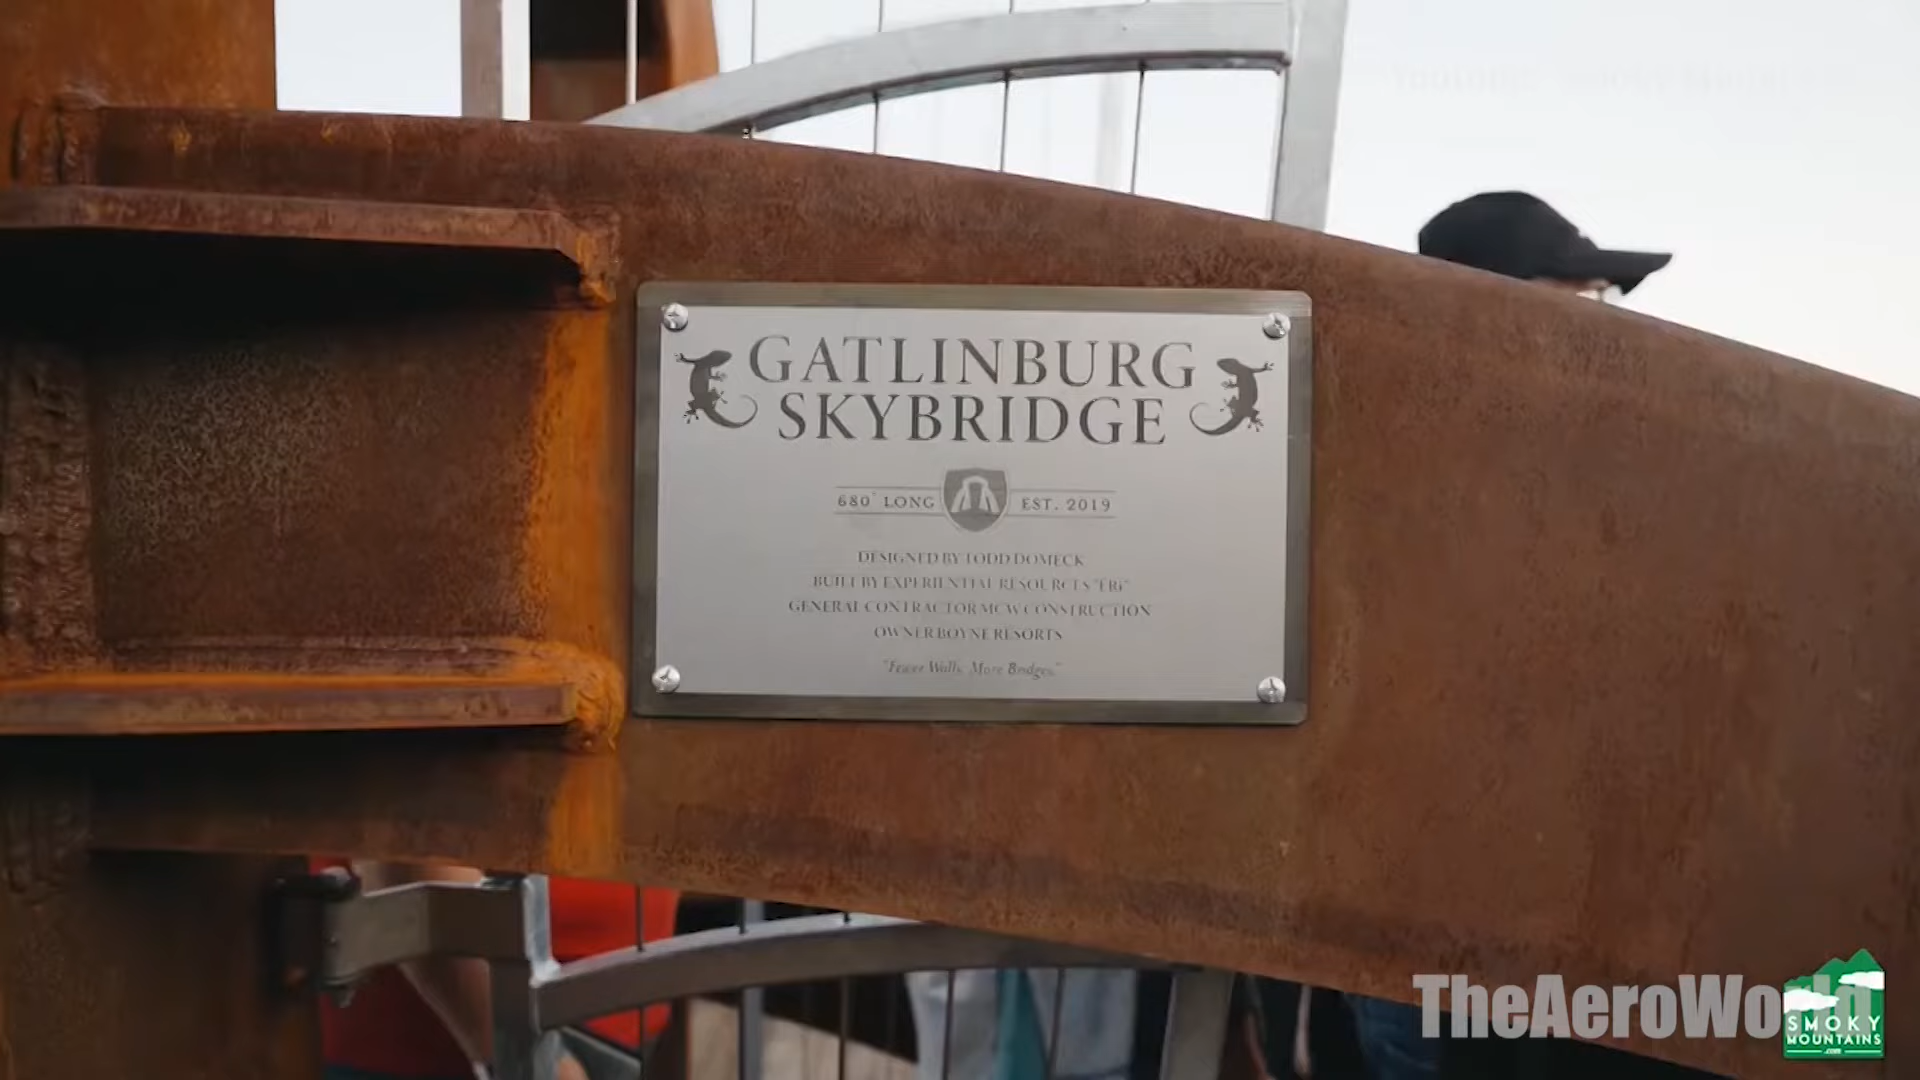 GATLINBURG
SKYBRIDGE
680' LONG EST. 2019
DESIGNED BY TODD DOMECK
BUILT BY EXPERIENTIAL RESOURCES "ERi"
GENERAL CONTRACTOR MCW CONSTRUCTION
OWNER BOYNE RESORTS
"Fewer Walls, More Bridges."
TheAeroWorld
SMOKY
MOUNTAINS
.com